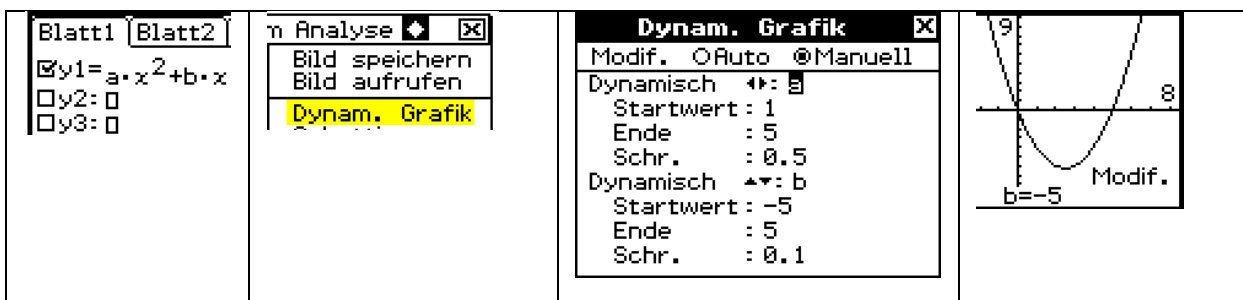 Blatt1 Blatt2
y1=a·x²+b·x
y2:
y3:
n Analyse
Bild speichern
Bild aufrufen
Dynam. Grafik
Dynam. Grafik X
Modif. Auto Manuell
Dynamisch : a
Startwert : 1
Ende : 5
Schr. : 0.5
Dynamisch : b
Startwert : -5
Ende : 5
Schr. : 0.1
9
8
Modif.
b=-5